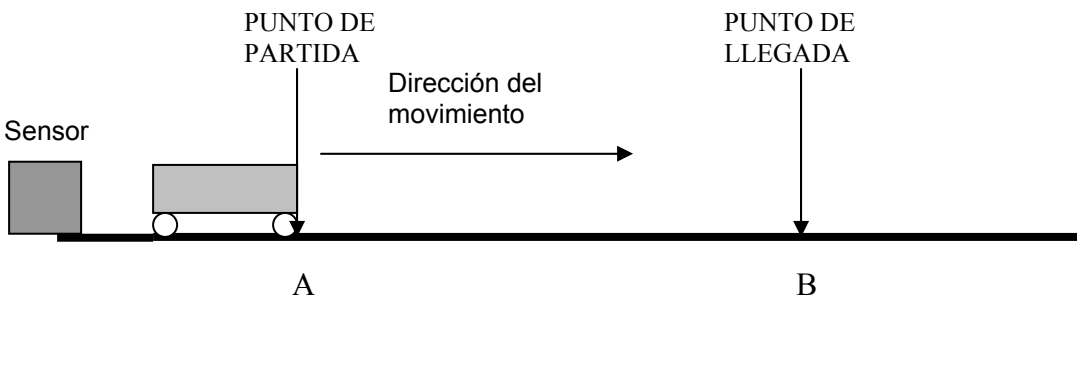 PUNTO DE
PARTIDA
PUNTO DE
LLEGADA
Dirección del
movimiento
Sensor
A
B